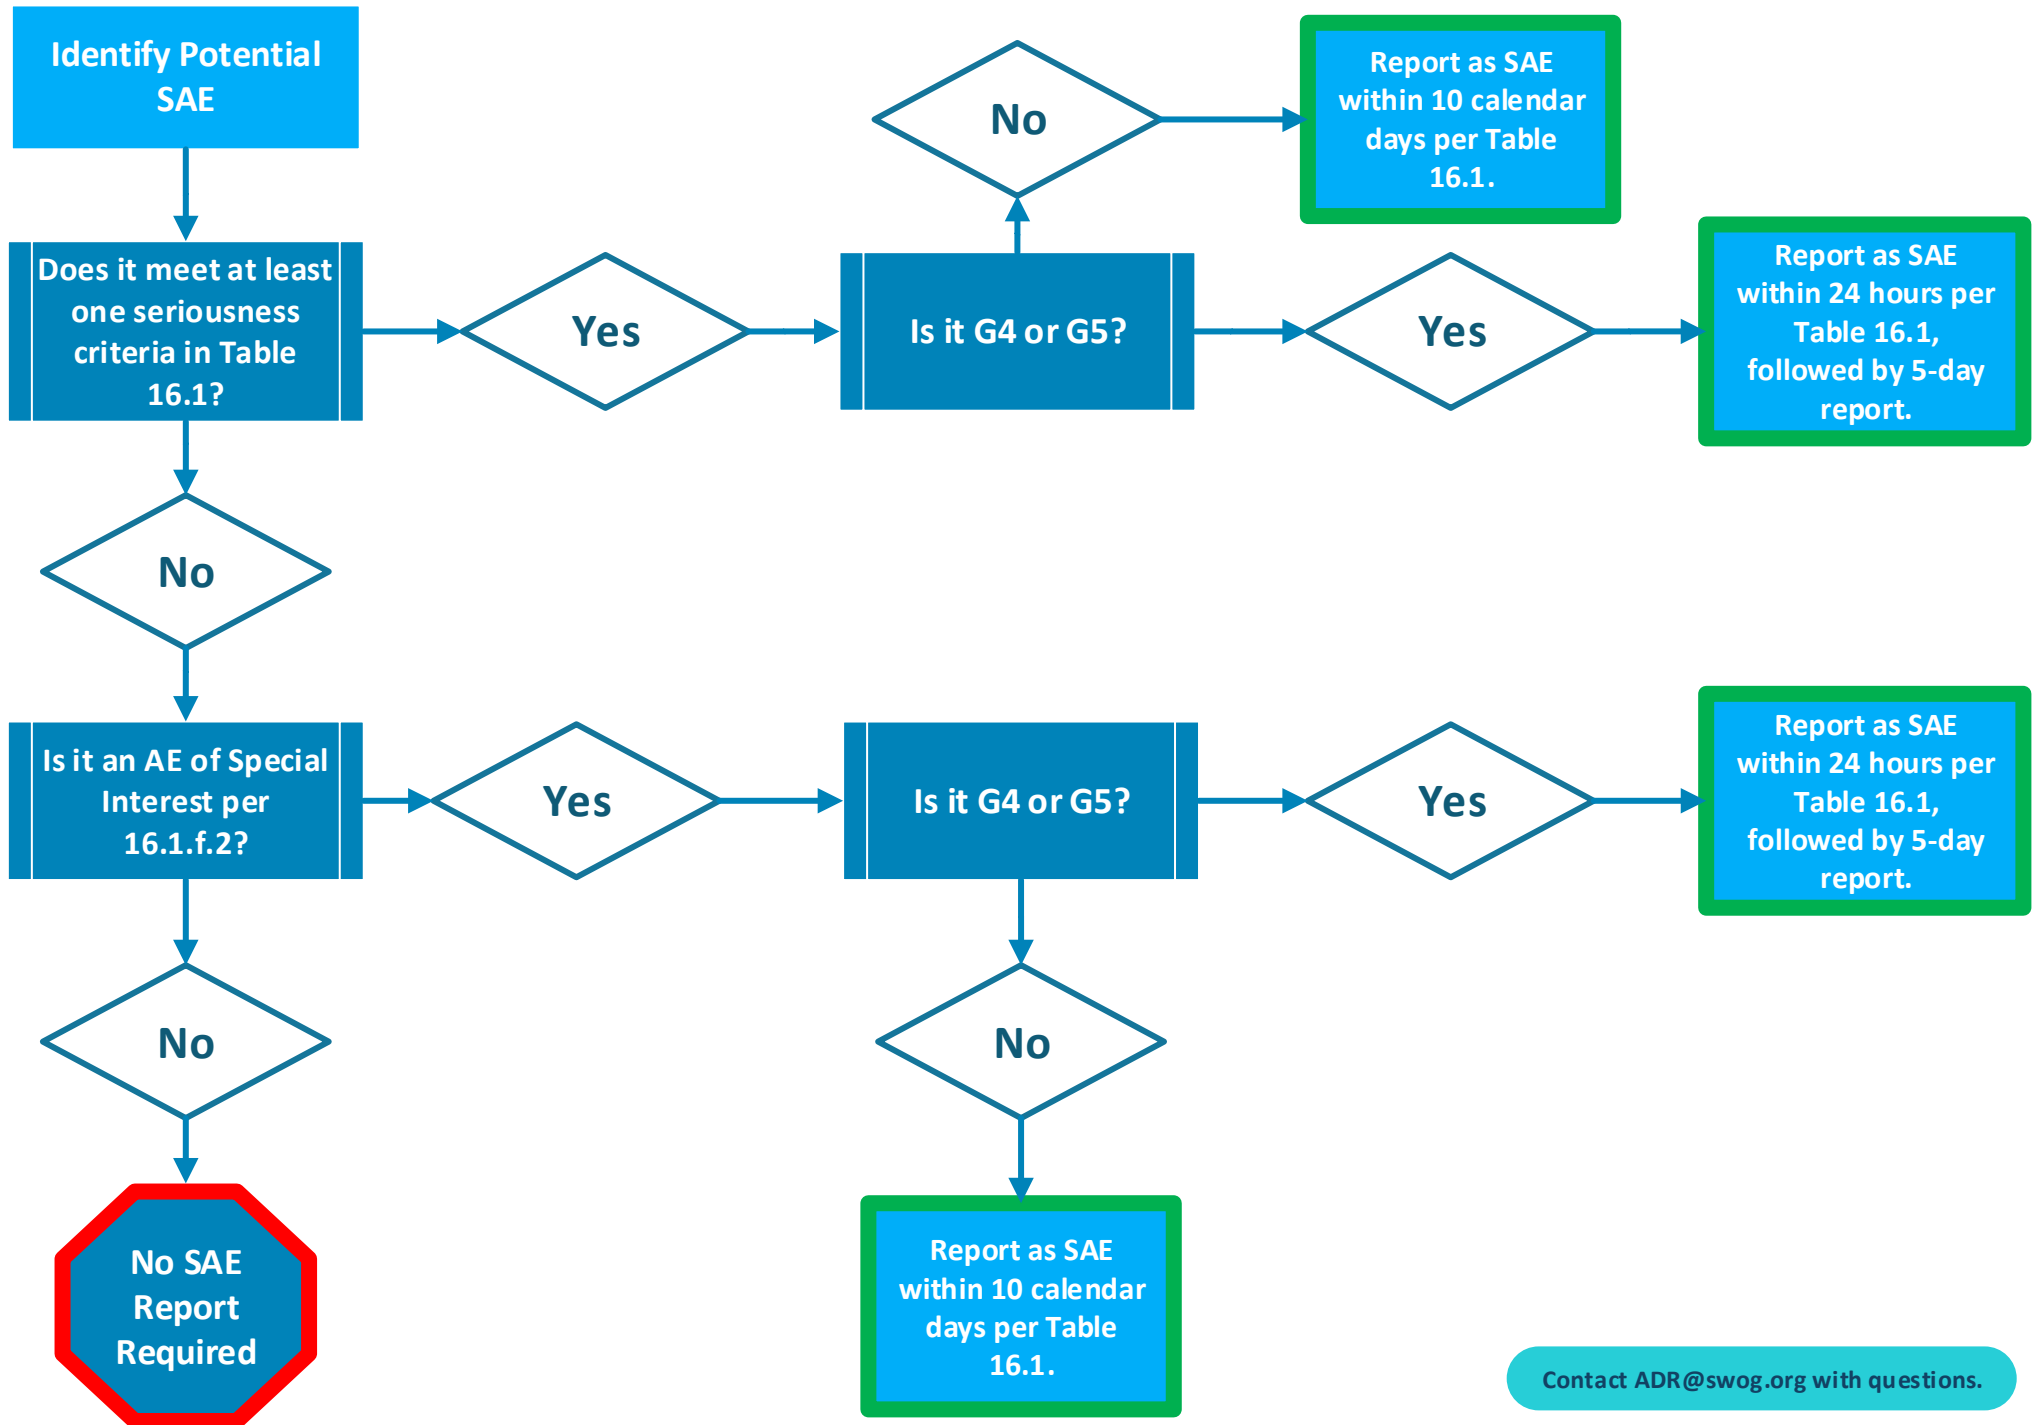 Identify Potential
SAE
No
Report as SAE
within 10 calendar
days per Table
16.1.
Does it meet at least
one seriousness
criteria in Table
16.1?
Yes
Is it G4 or G5?
Yes
Report as SAE
within 24 hours per
Table 16.1,
followed by 5-day
report.
No
Is it an AE of Special
Interest per
16.1.f.2?
Yes
Is it G4 or G5?
Yes
Report as SAE
within 24 hours per
Table 16.1,
followed by 5-day
report.
No
No
No SAE
Report
Required
Report as SAE
within 10 calendar
days per Table
16.1.
Contact ADR@swog.org with questions.